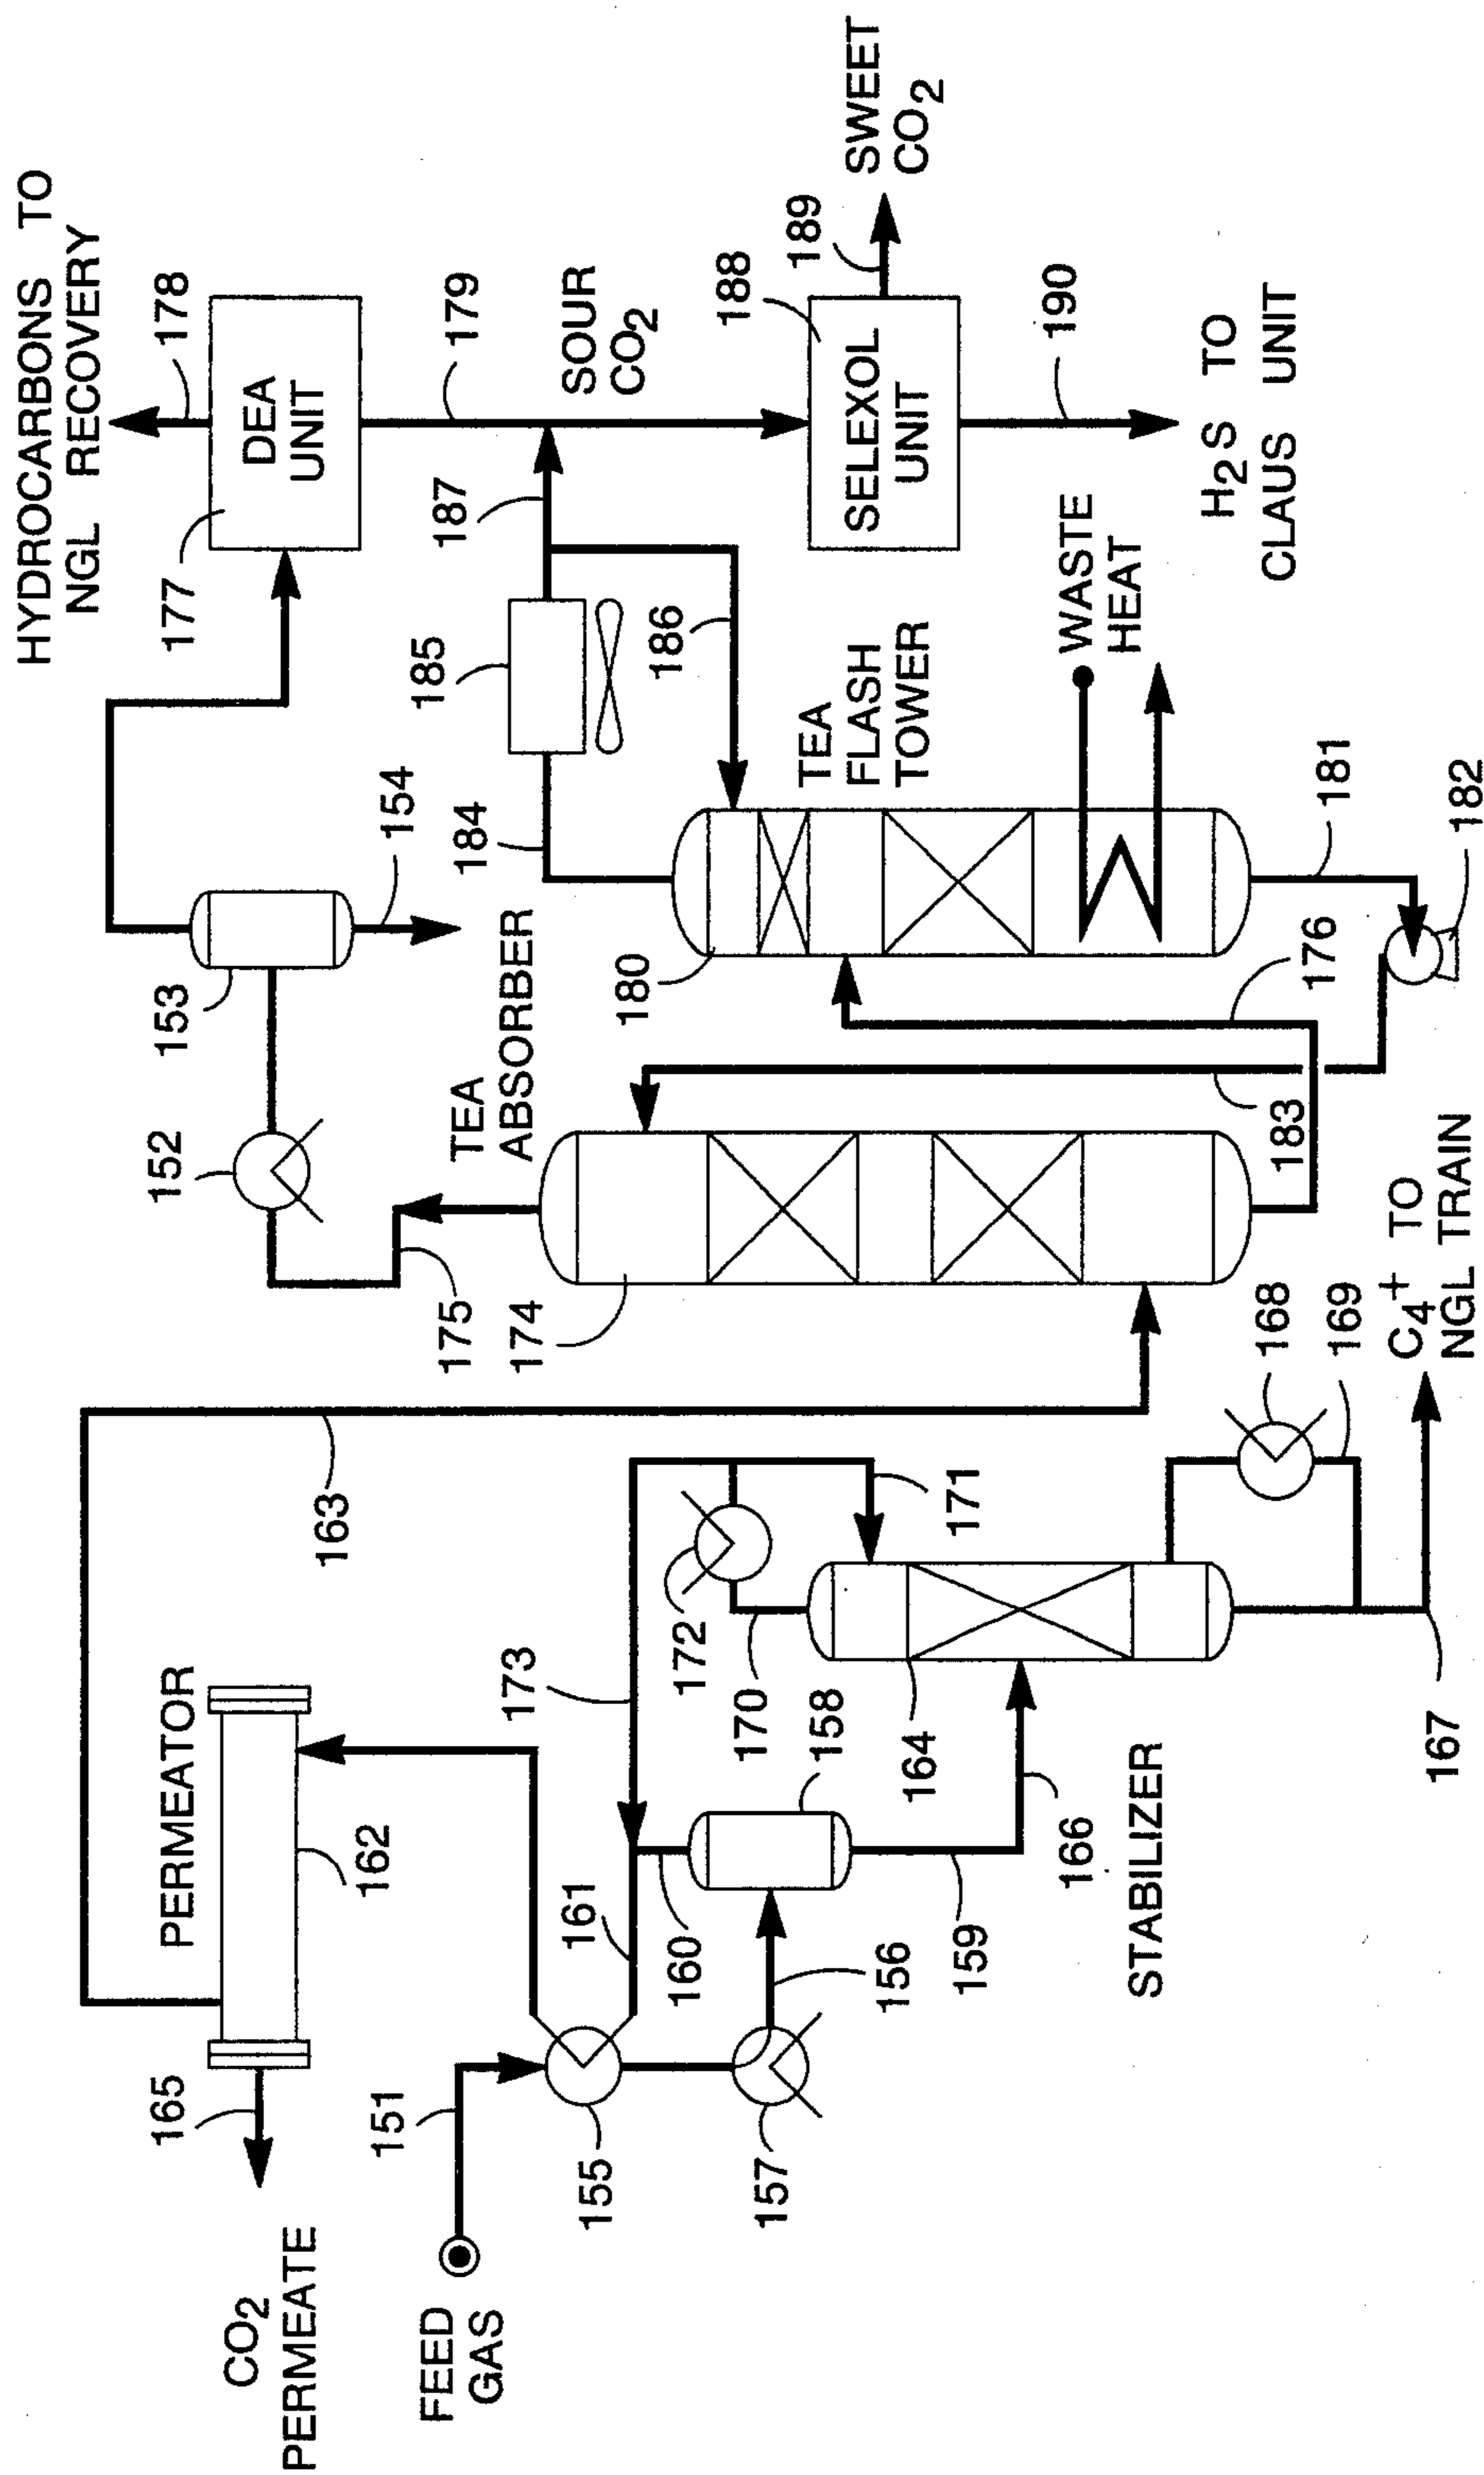 HYDROCARBONS TO
NGL RECOVERY
178
177
DEA
UNIT
179
SOUR
CO2
187
188
189
SWEET
CO2
SELEXOL
UNIT
190
H2S TO
CLAUS UNIT
185
186
184
TEA
FLASH
TOWER
WASTE
HEAT
181
182
180
176
183
154
153
152
TEA
ABSORBER
175
174
163
PERMEATOR
162
165
CO2
PERMEATE
151
FEED
GAS
155
157
156
161
160
159
158
173
172
170
171
164
166
STABILIZER
168
169
C4+ TO
NGL TRAIN
167